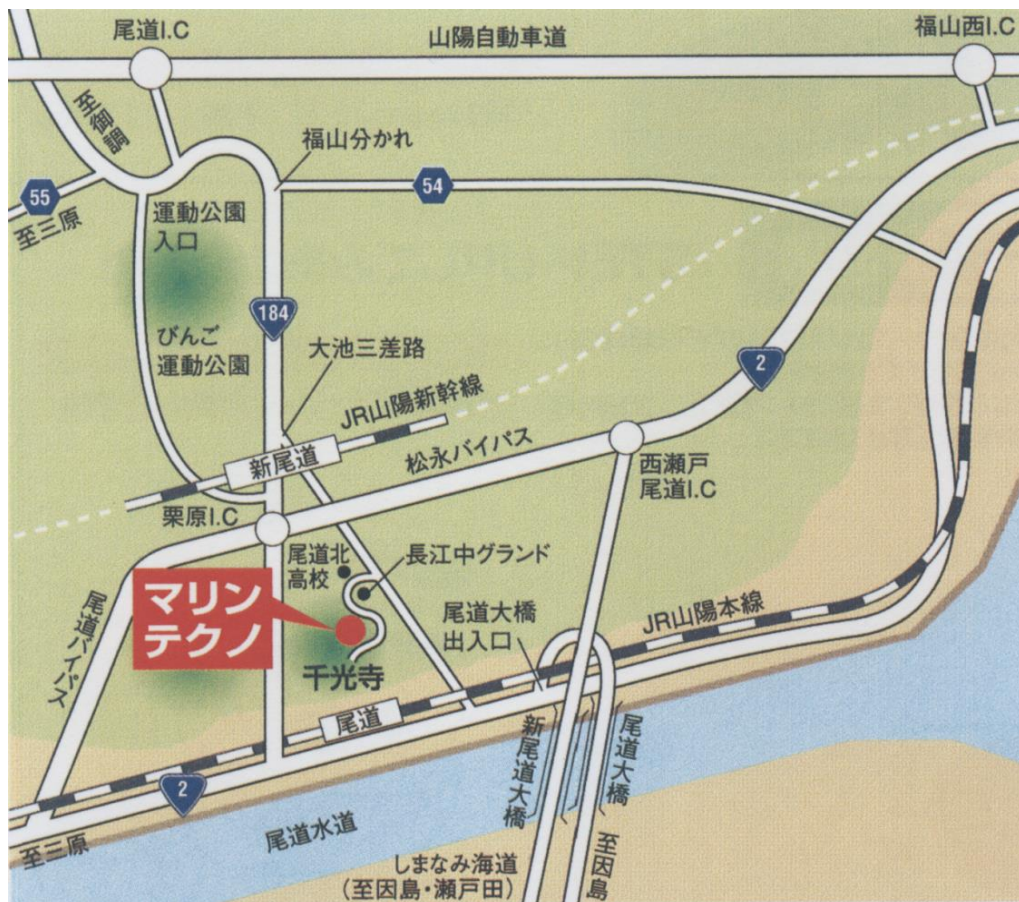 尾道I.C
山陽自動車道
福山西I.C
至御調
福山分かれ
55
54
至三原
運動公園
入口
184
びんご
運動公園
大池三差路
2
JR山陽新幹線
新尾道
松永バイパス
西瀬戸
尾道I.C
栗原I.C
尾道北
高校
長江中グランド
マリン
テクノ
尾道大橋
出入口
JR山陽本線
尾道バイパス
千光寺
尾道
新尾道大橋
尾道大橋
2
尾道水道
至三原
しまなみ海道
(至因島・瀬戸田)
至因島